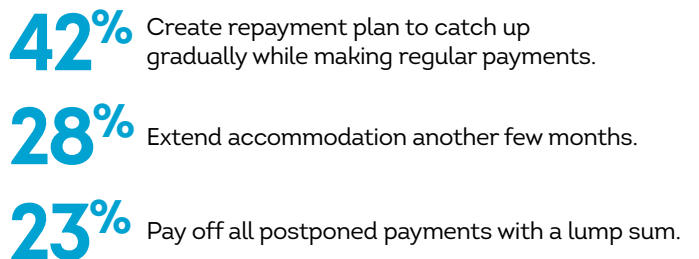 42% Create repayment plan to catch up
gradually while making regular payments.
28% Extend accommodation another few months.
23% Pay off all postponed payments with a lump sum.